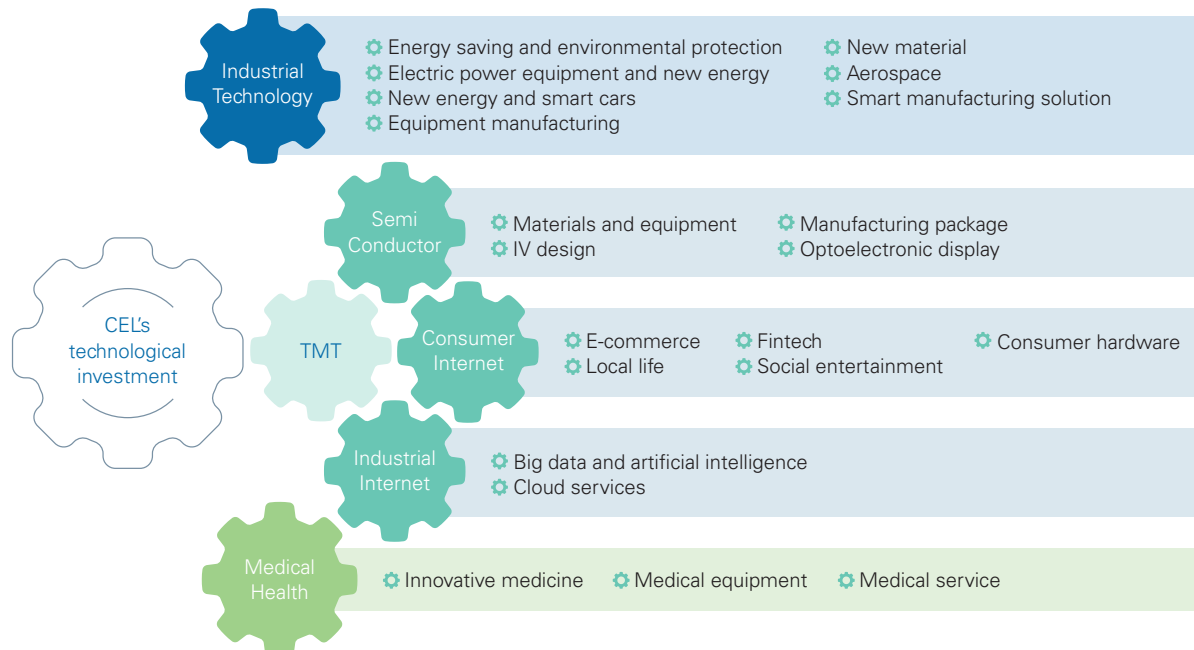 Industrial
Technology
Energy saving and environmental protection
Electric power equipment and new energy
New energy and smart cars
Equipment manufacturing
New material
Aerospace
Smart manufacturing solution
Semi
Conductor
Materials and equipment
IV design
Manufacturing package
Optoelectronic display
CEL's
technological
investment
TMT
Consumer
Internet
E-commerce
Local life
Fintech
Social entertainment
Consumer hardware
Industrial
Internet
Big data and artificial intelligence
Cloud services
Medical
Health
Innovative medicine
Medical equipment
Medical service